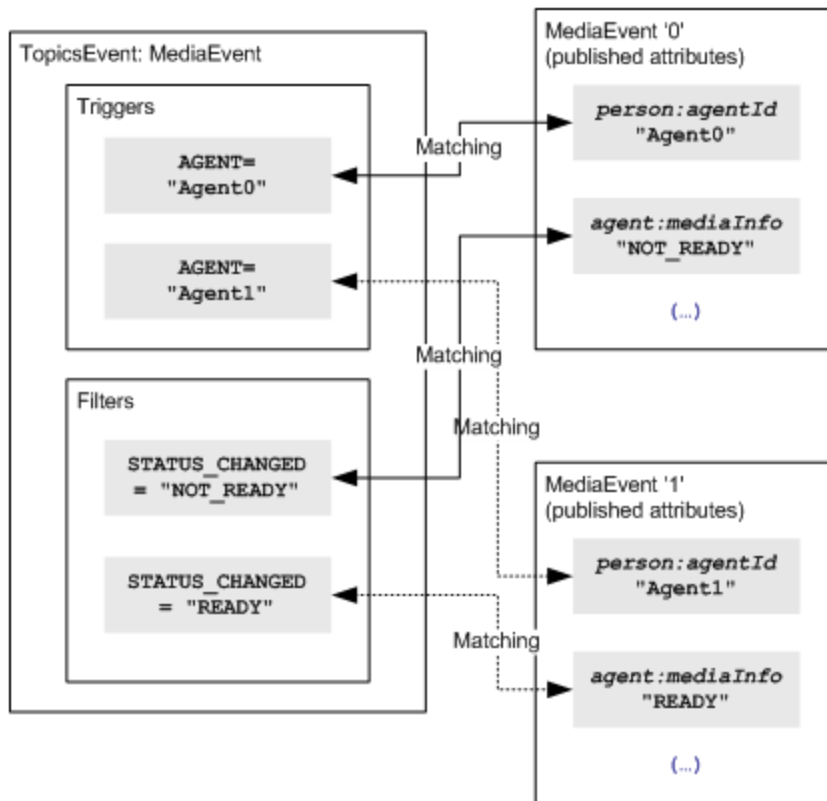 TopicsEvent: MediaEvent
Triggers
AGENT=
"Agent0"
AGENT=
"Agent1"
Filters
STATUS_CHANGED
= "NOT_READY"
STATUS_CHANGED
= "READY"
Matching
Matching
Matching
Matching
MediaEvent '0'
(published attributes)
person:agentId
"Agent0"
agent:mediaInfo
"NOT_READY"
(...)
MediaEvent '1'
(published attributes)
person:agentId
"Agent1"
agent:mediaInfo
"READY"
(...)